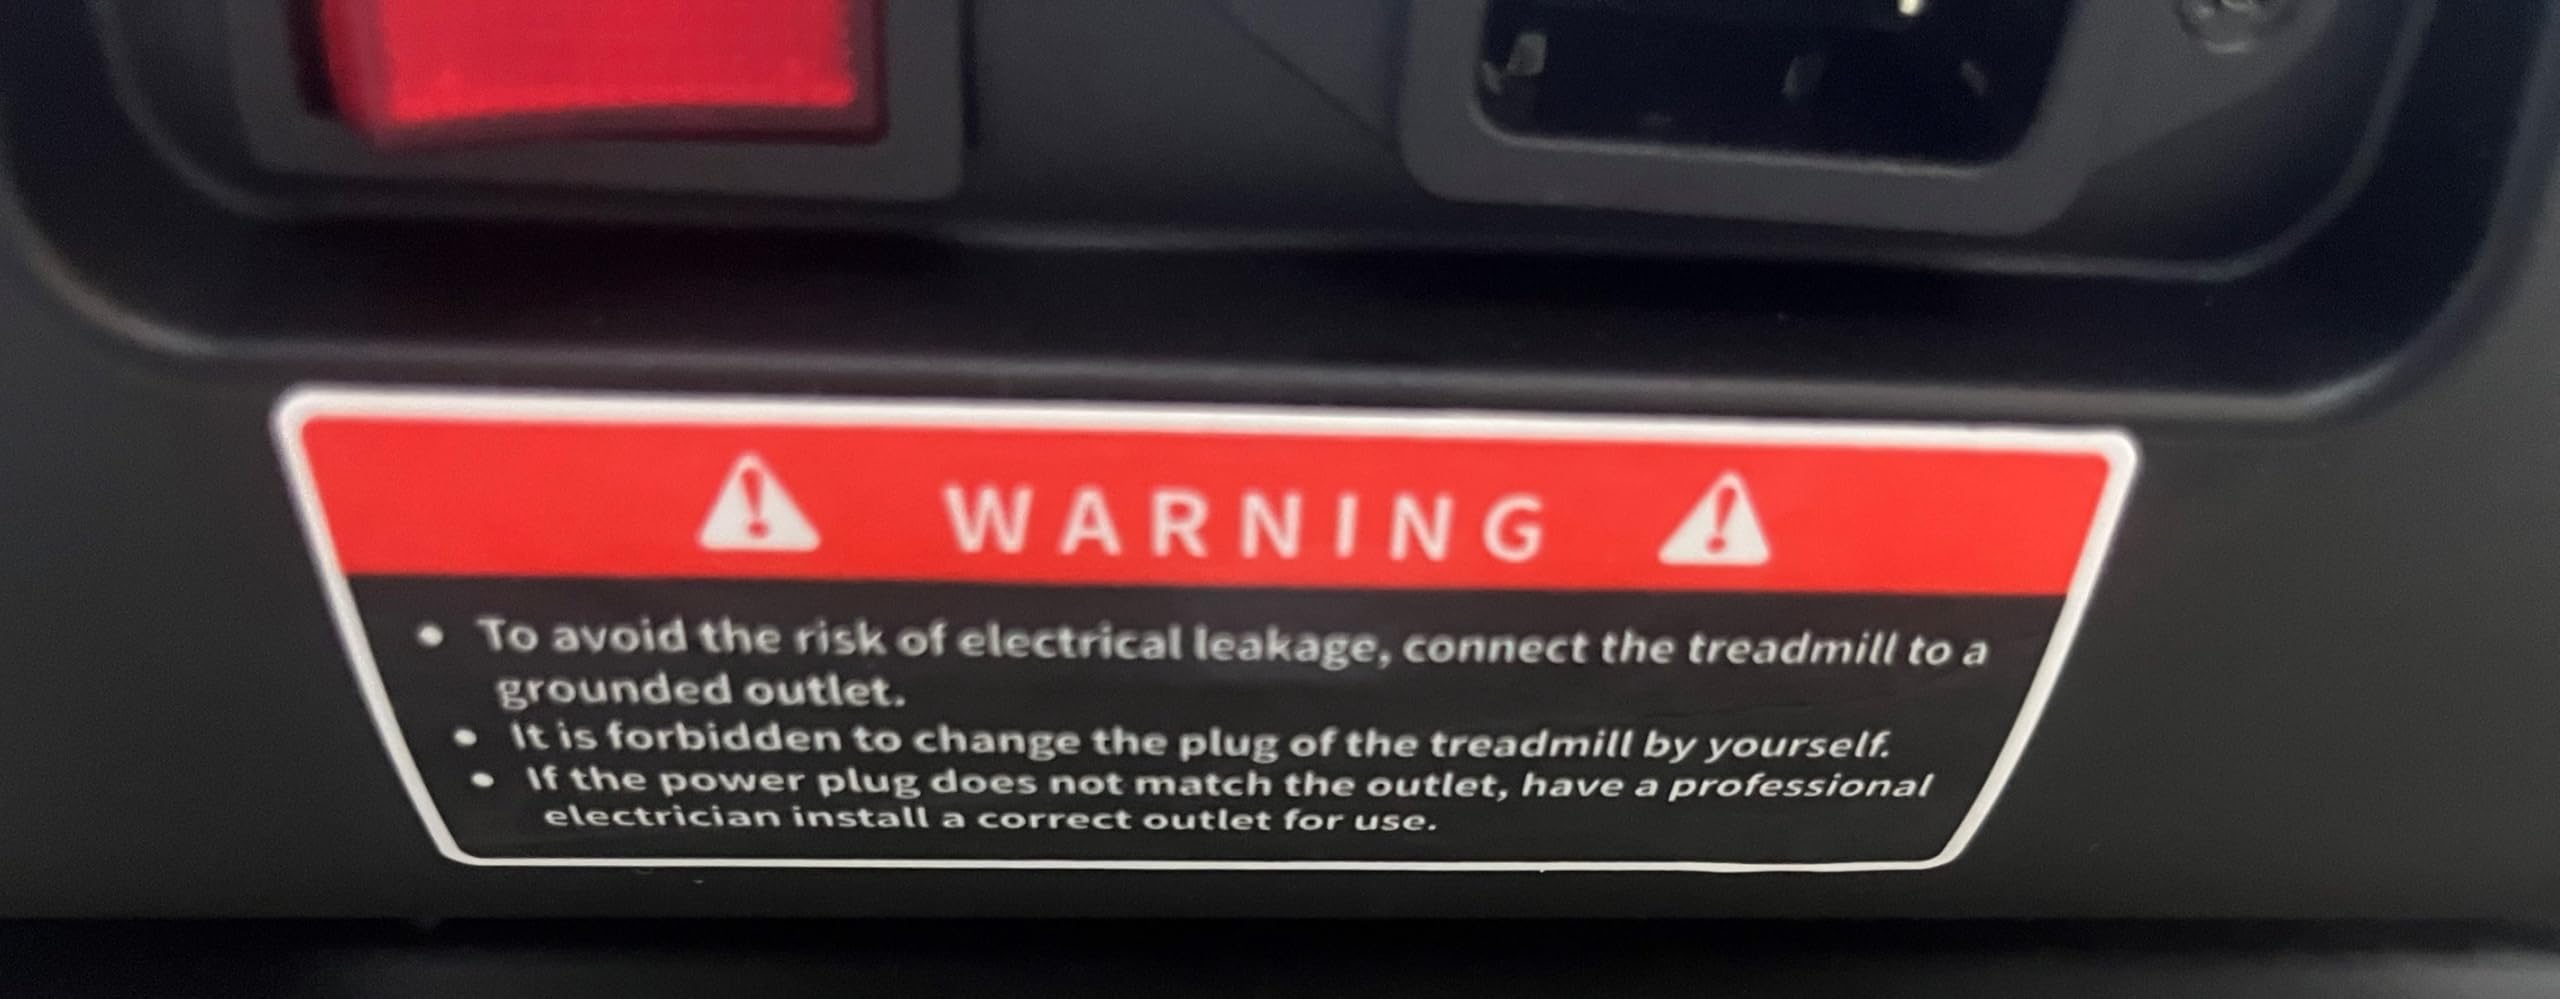 WARNING
• To avoid the risk of electrical leakage, connect the treadmill to a
grounded outlet.
• It is forbidden to change the plug of the treadmill by yourself.
• If the power plug does not match the outlet, have a professional
electrician install a correct outlet for use.